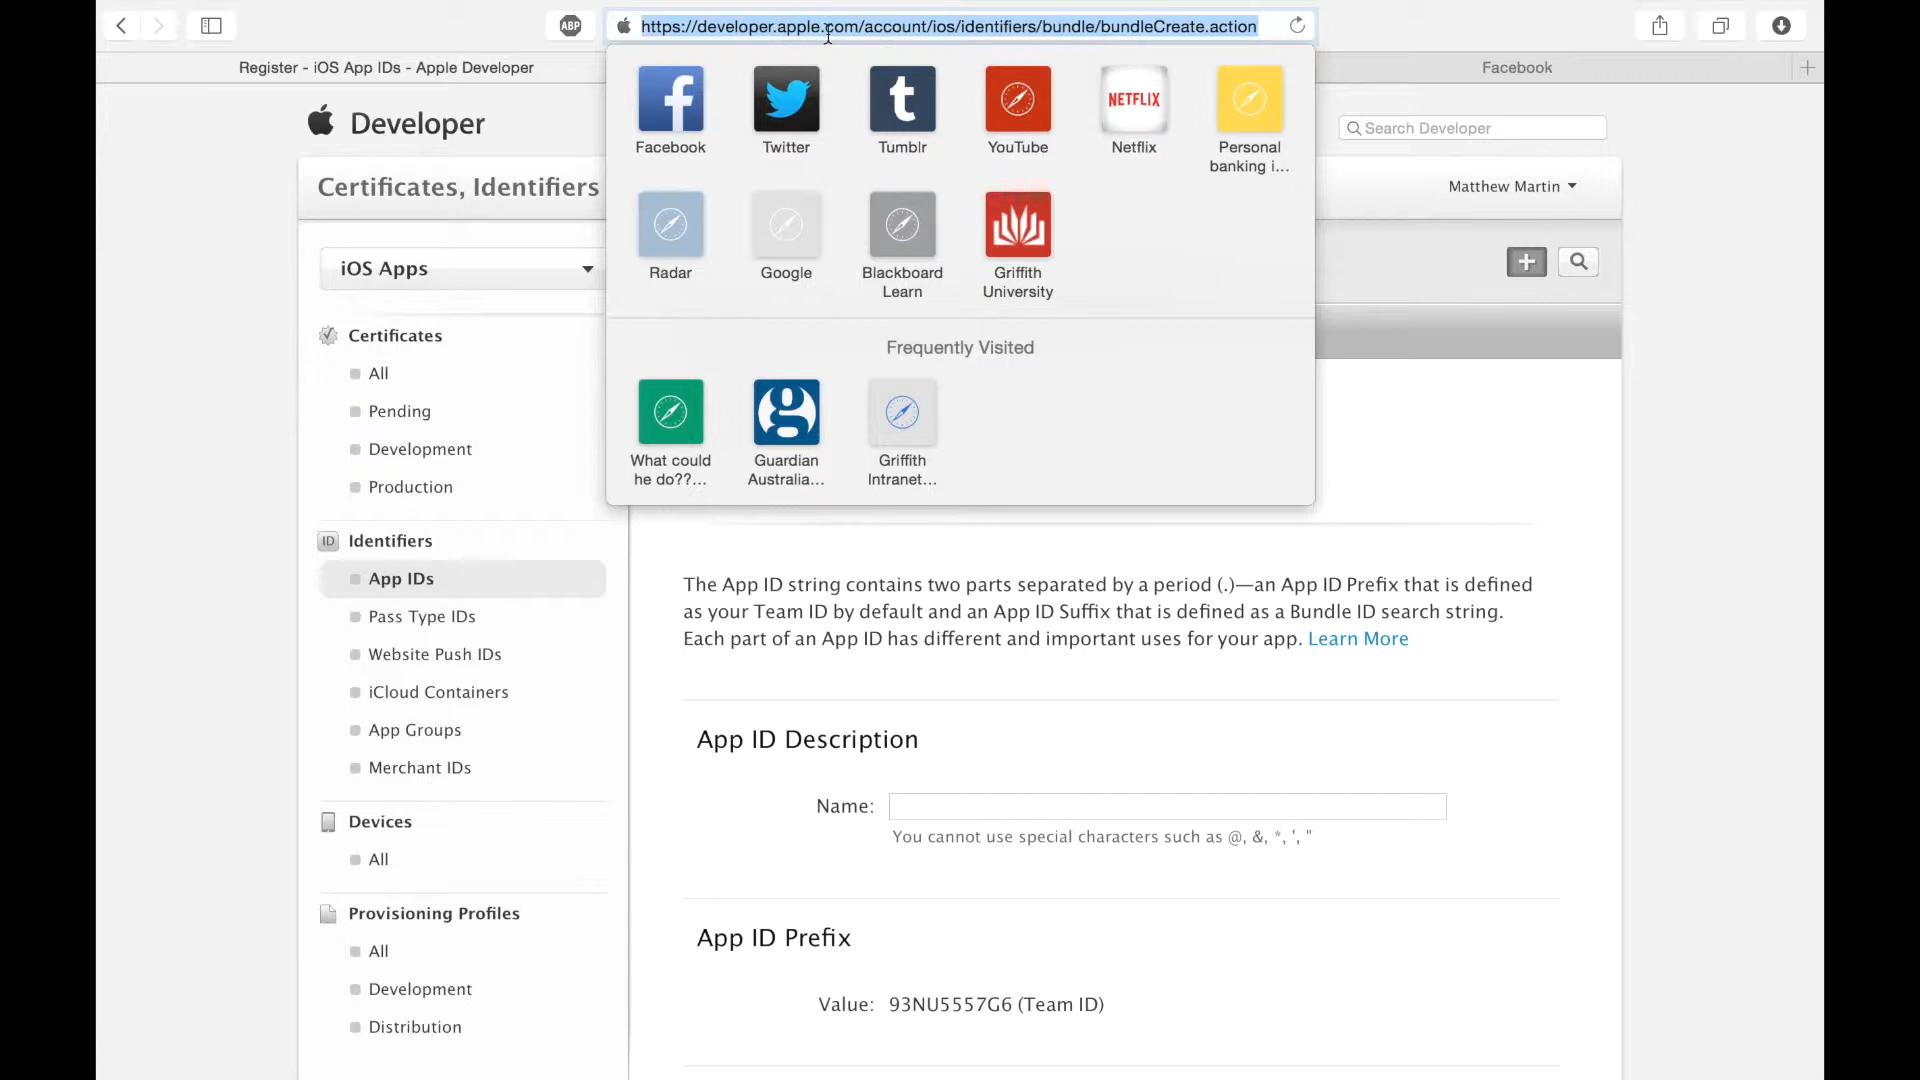 ABP
https://developer.apple.com/account/ios/identifiers/bundle/bundleCreate.action
Register - iOS App IDs - Apple Developer
Facebook
Developer
Search Developer
Certificates, Identifiers
Matthew Martin
iOS Apps
Certificates
All
Pending
Development
Production
ID Identifiers
App IDs
Pass Type IDs
Website Push IDs
iCloud Containers
App Groups
Merchant IDs
Devices
All
Provisioning Profiles
All
Development
Distribution
NETFLIX
Facebook
Twitter
Tumblr
YouTube
Netflix
Personal
banking i...
Radar
Google
Blackboard
Learn
Griffith
University
Frequently Visited
What could
he do??...
Guardian
Australia...
Griffith
Intranet...
The App ID string contains two parts separated by a period (.)—an App ID Prefix that is defined
as your Team ID by default and an App ID Suffix that is defined as a Bundle ID search string.
Each part of an App ID has different and important uses for your app. Learn More
App ID Description
Name:
You cannot use special characters such as @, &, *, ', "
App ID Prefix
Value: 93NU5557G6 (Team ID)